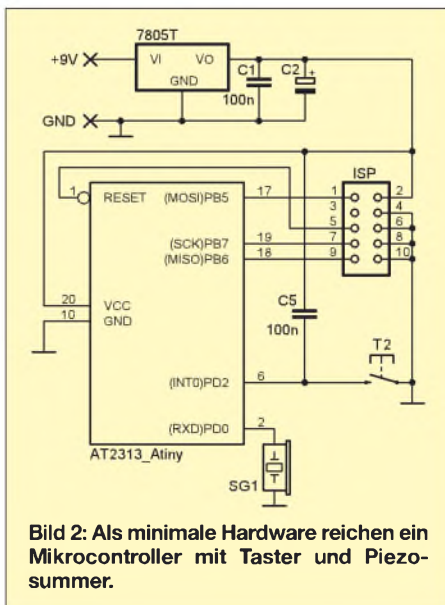 7805T
+9V
VI
VO
GND
C1
100n
C2
+
GND
ISP
1
RESET
(MOSI)PB5
17
1
2
3
4
5
6
(SCK)PB7
19
7
8
(MISO)PB6
18
9
10
20
VCC
10
GND
C5
100n
T2
(INT0)PD2
6
(RXD)PD0
2
AT2313_Atiny
SG1
Bild 2: Als minimale Hardware reichen ein
Mikrocontroller mit Taster und Piezo-
summer.